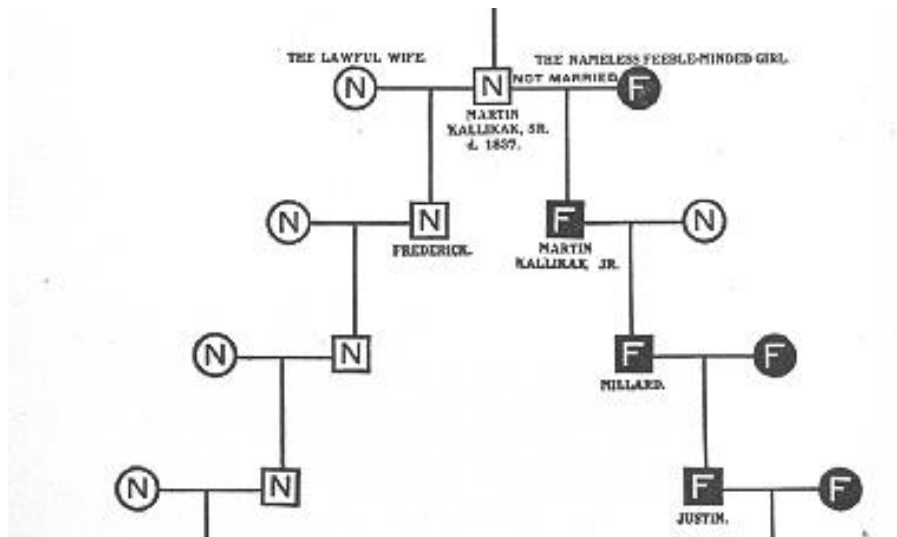 THE LAWFUL WIFE.
THE NAMELESS FEEBLE-MINDED GIRL.
N
N
NOT MARRIED
F
MARTIN
KALLIKAK, SR.
d. 1837.
N
N
F
N
FREDERICK.
MARTIN
KALLIKAK, JR.
N
N
F
F
MILLARD.
N
N
F
F
JUSTIN.